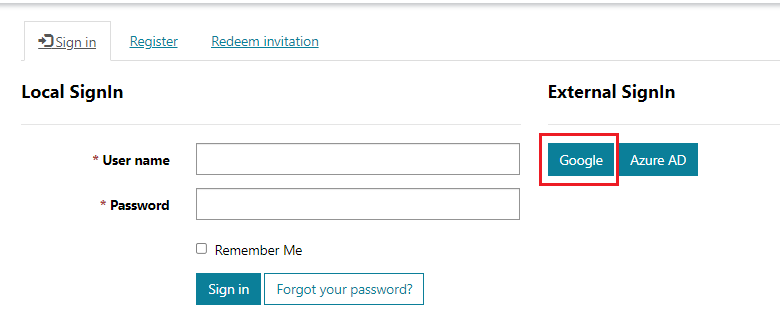 Sign in Register Redeem invitation
Local SignIn
External SignIn
* User name
Google Azure AD
* Password
Remember Me
Sign in Forgot your password?